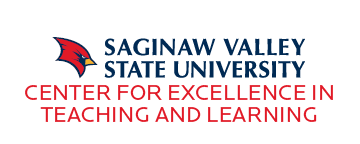 SAGINAW VALLEY
STATE UNIVERSITY
CENTER FOR EXCELLENCE IN
TEACHING AND LEARNING